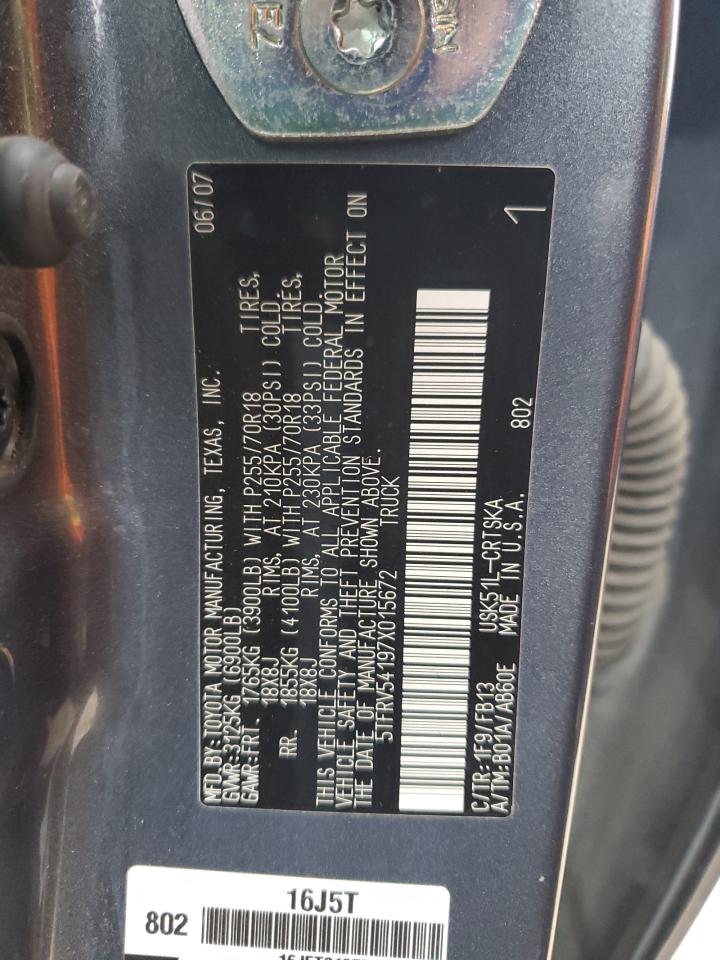 MFD.BY:TOYOTA MOTOR MANUFACTURING, TEXAS, INC. 06/07
GVWR:3125KG (6900LB)
GAWR:FRT. 1765KG (3900LB) WITH P255/70R18 TIRES,
18X8J RIMS, AT 210KPA (30PSI) COLD.
RR. 1855KG (4100LB) WITH P255/70R18 TIRES,
18X8J RIMS, AT 230KPA (33PSI) COLD.
THIS VEHICLE CONFORMS TO ALL APPLICABLE FEDERAL MOTOR
VEHICLE SAFETY AND THEFT PREVENTION STANDARDS IN EFFECT ON
THE DATE OF MANUFACTURE SHOWN ABOVE.
5TFRV54197X015672 TRUCK
C/TR:1F9/FB13 USK51L-CRTSKA 802
A/TM:B01A/AB60E MADE IN U.S.A. 1
16J5T
802